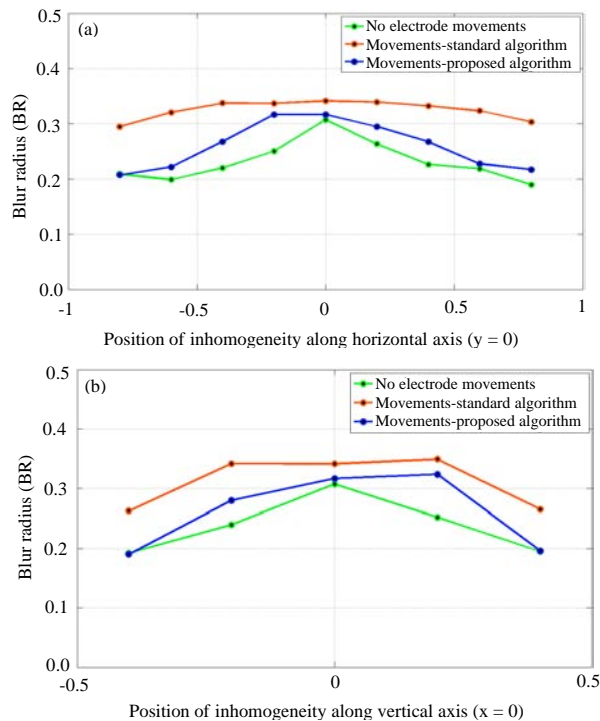 0.5
(a)
No electrode movements
Movements-standard algorithm
Movements-proposed algorithm
0.4
0.3
0.2
0.1
0.0
Blur radius (BR)
-1
-0.5
0
0.5
1
Position of inhomogeneity along horizontal axis (y = 0)
0.5
(b)
No electrode movements
Movements-standard algorithm
Movements-proposed algorithm
0.4
0.3
0.2
0.1
0.0
Blur radius (BR)
-0.5
0
0.5
Position of inhomogeneity along vertical axis (x = 0)